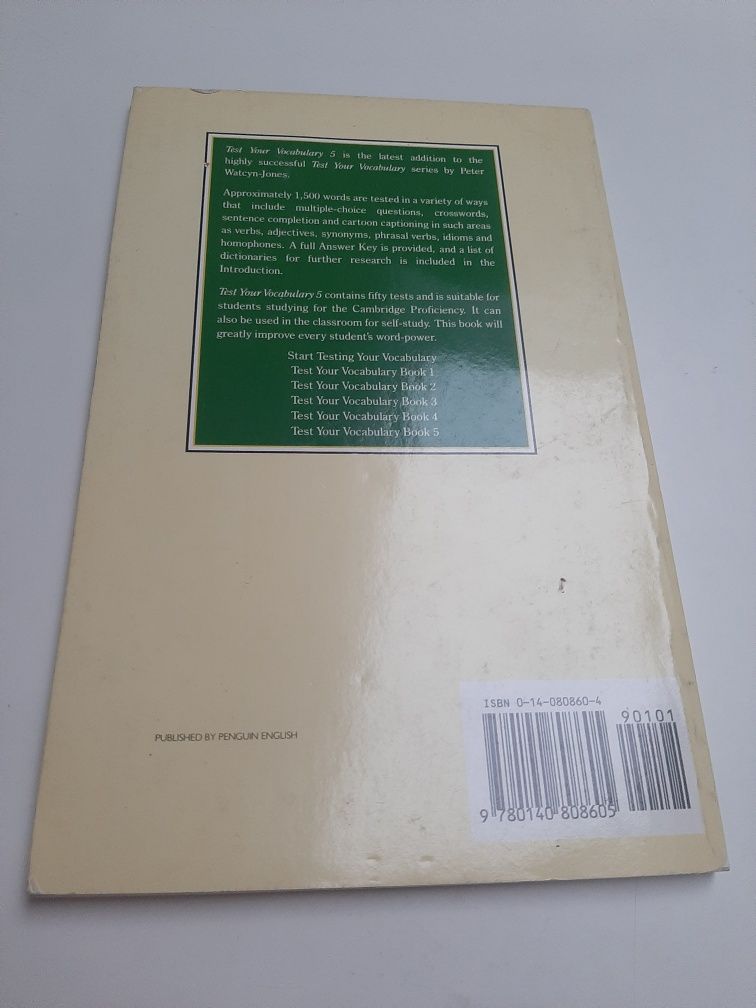 Test Your Vocabulary 5 is the latest addition to the
highly successful Test Your Vocabulary series by Peter
Watcyn-Jones.
Approximately 1,500 words are tested in a variety of ways
that include multiple-choice questions, crosswords,
sentence completion and cartoon captioning in such areas
as verbs, adjectives, synonyms, phrasal verbs, idioms and
homophones. A full Answer Key is provided, and a list of
dictionaries for further research is included in the
Introduction.
Test Your Vocabulary 5 contains fifty tests and is suitable for
students studying for the Cambridge Proficiency. It can
also be used in the classroom for self-study. This book will
greatly improve every student's word-power.
Start Testing Your Vocabulary
Test Your Vocabulary Book 1
Test Your Vocabulary Book 2
Test Your Vocabulary Book 3
Test Your Vocabulary Book 4
Test Your Vocabulary Book 5
PUBLISHED BY PENGUIN ENGLISH
ISBN 0-14-080860-4
90101
9 780140 808605